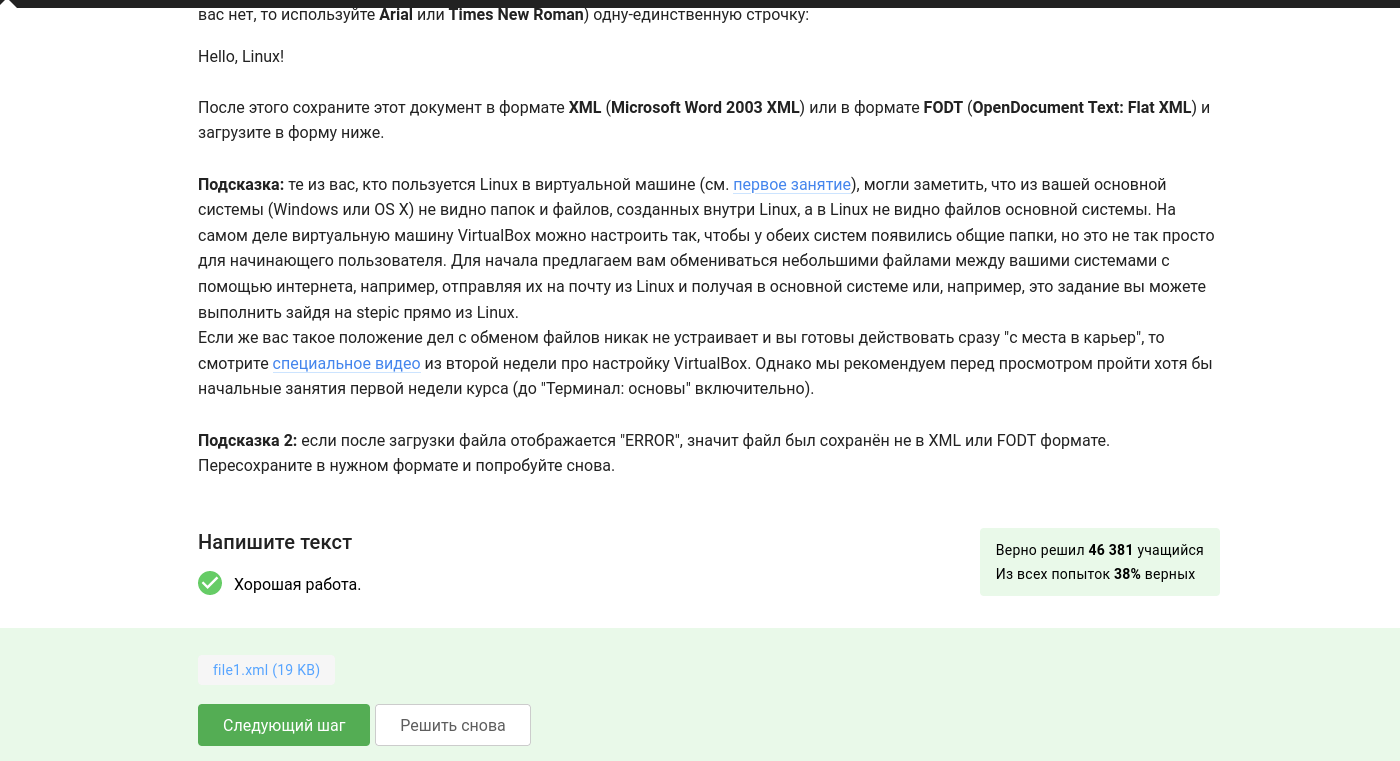 вас нет, то используйте Arial или Times New Roman) одну-единственную строчку:
Hello, Linux!
После этого сохраните этот документ в формате XML (Microsoft Word 2003 XML) или в формате FODT (OpenDocument Text: Flat XML) и
загрузите в форму ниже.
Подсказка: те из вас, кто пользуется Linux в виртуальной машине (см. первое занятие), могли заметить, что из вашей основной
системы (Windows или OS X) не видно папок и файлов, созданных внутри Linux, а в Linux не видно файлов основной системы. На
самом деле виртуальную машину VirtualBox можно настроить так, чтобы у обеих систем появились общие папки, но это не так просто
для начинающего пользователя. Для начала предлагаем вам обмениваться небольшими файлами между вашими системами с
помощью интернета, например, отправляя их на почту из Linux и получая в основной системе или, например, это задание вы можете
выполнить зайдя на stepic прямо из Linux.
Если же вас такое положение дел с обменом файлов никак не устраивает и вы готовы действовать сразу "с места в карьер", то
смотрите специальное видео из второй недели про настройку VirtualBox. Однако мы рекомендуем перед просмотром пройти хотя бы
начальные занятия первой недели курса (до "Терминал: основы" включительно).
Подсказка 2: если после загрузки файла отображается "ERROR", значит файл был сохранён не в XML или FODT формате.
Пересохраните в нужном формате и попробуйте снова.
Напишите текст
Верно решил 46 381 учащийся
Из всех попыток 38% верных
Хорошая работа.
file1.xml (19 KB)
Следующий шаг
Решить снова